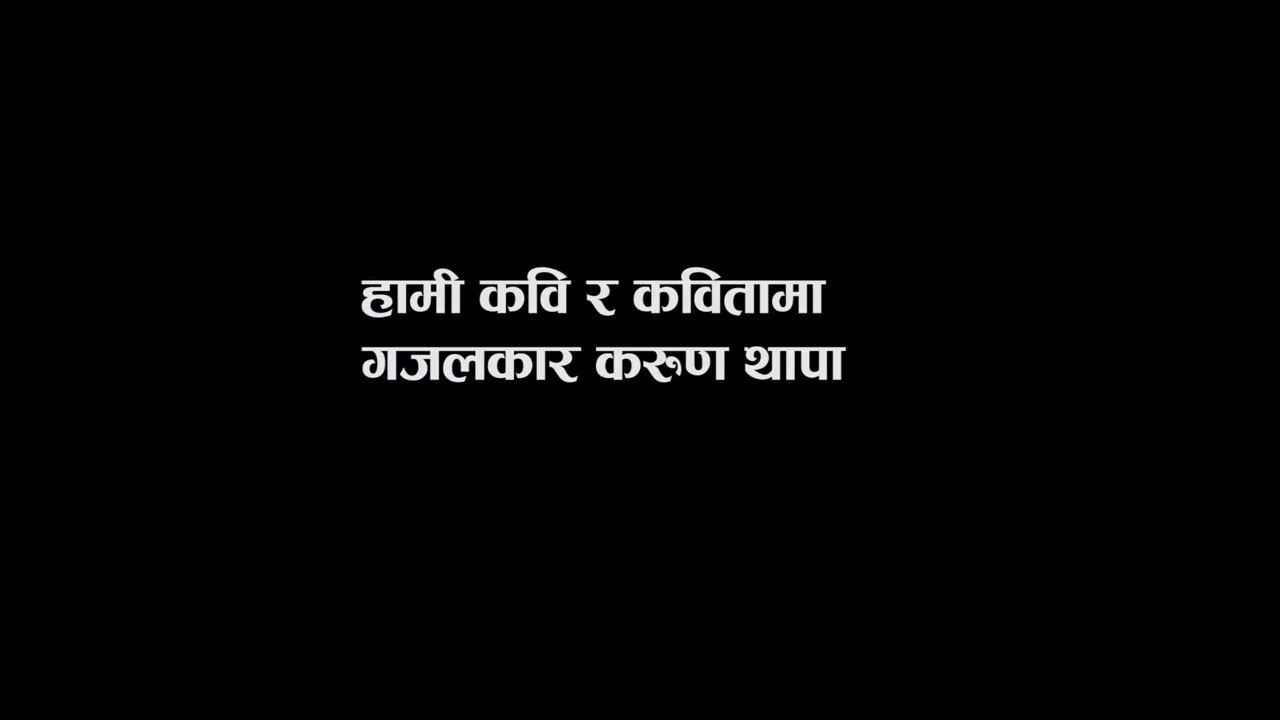 हामी कवि र कवितामा
गजलकार करुण थापा